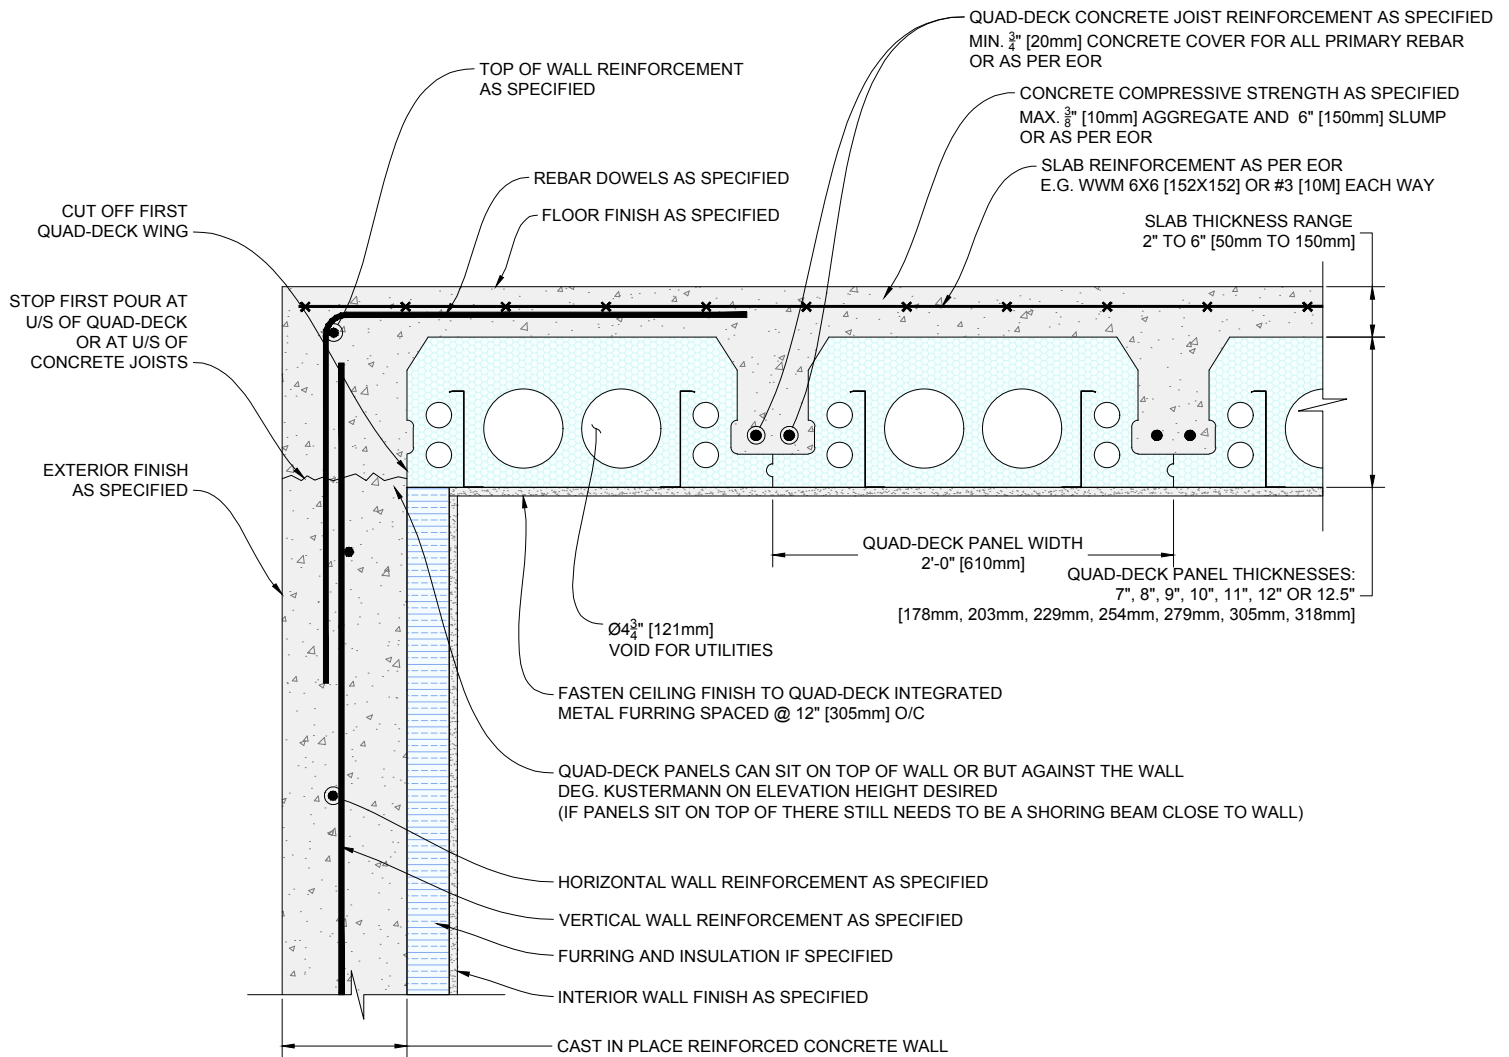 QUAD-DECK CONCRETE JOIST REINFORCEMENT AS SPECIFIED
MIN. 3/4" [20mm] CONCRETE COVER FOR ALL PRIMARY REBAR
OR AS PER EOR
TOP OF WALL REINFORCEMENT
AS SPECIFIED
CONCRETE COMPRESSIVE STRENGTH AS SPECIFIED
MAX. 3/8" [10mm] AGGREGATE AND 6" [150mm] SLUMP
OR AS PER EOR
SLAB REINFORCEMENT AS PER EOR
E.G. WWM 6X6 [152X152] OR #3 [10M] EACH WAY
REBAR DOWELS AS SPECIFIED
FLOOR FINISH AS SPECIFIED
CUT OFF FIRST
QUAD-DECK WING
SLAB THICKNESS RANGE
2" TO 6" [50mm TO 150mm]
STOP FIRST POUR AT
U/S OF QUAD-DECK
OR AT U/S OF
CONCRETE JOISTS
EXTERIOR FINISH
AS SPECIFIED
QUAD-DECK PANEL WIDTH
2'-0" [610mm]
QUAD-DECK PANEL THICKNESSES:
7", 8", 9", 10", 11", 12" OR 12.5"
[178mm, 203mm, 229mm, 254mm, 279mm, 305mm, 318mm]
Ø4 3/4" [121mm]
VOID FOR UTILITIES
FASTEN CEILING FINISH TO QUAD-DECK INTEGRATED
METAL FURRING SPACED @ 12" [305mm] O/C
QUAD-DECK PANELS CAN SIT ON TOP OF WALL OR BUT AGAINST THE WALL
DEG. KUSTERMANN ON ELEVATION HEIGHT DESIRED
(IF PANELS SIT ON TOP OF THERE STILL NEEDS TO BE A SHORING BEAM CLOSE TO WALL)
HORIZONTAL WALL REINFORCEMENT AS SPECIFIED
VERTICAL WALL REINFORCEMENT AS SPECIFIED
FURRING AND INSULATION IF SPECIFIED
INTERIOR WALL FINISH AS SPECIFIED
CAST IN PLACE REINFORCED CONCRETE WALL